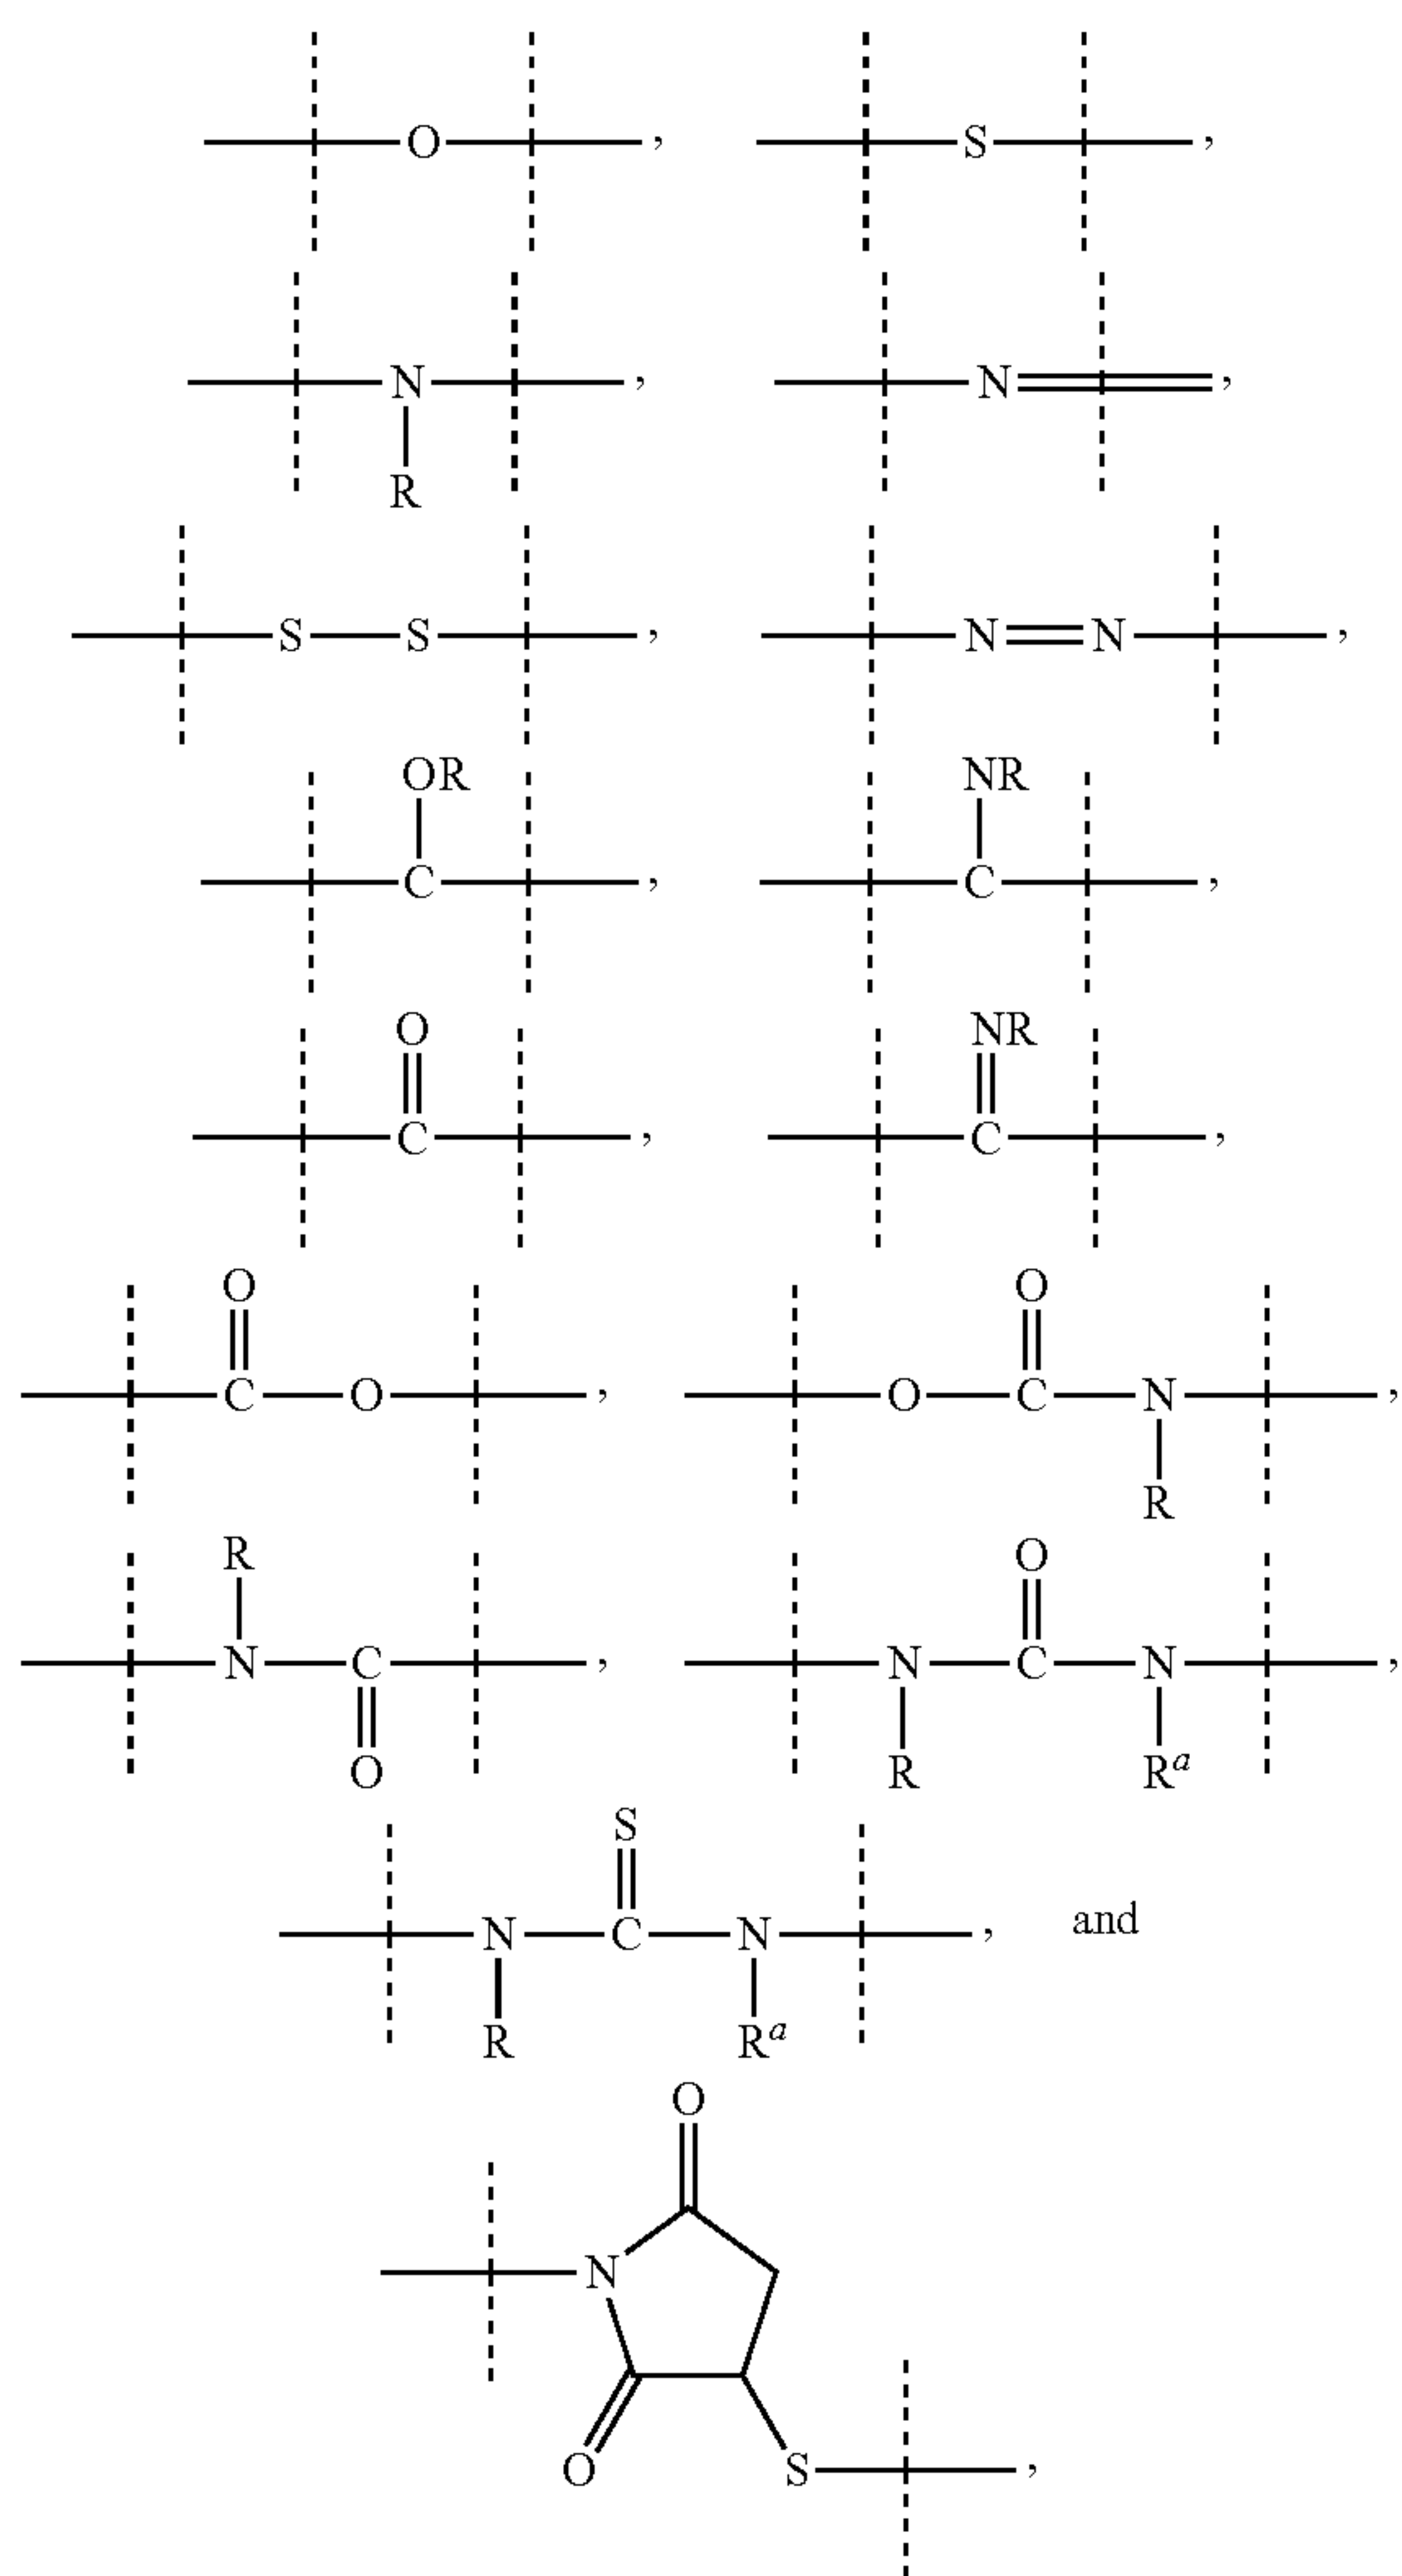 O , S ,
N , N ,
R
S S , N N ,
OR NR
C , C ,
O NR
C , C ,
O O
C O , O C N ,
R
R O
N C , N C N ,
O R Rᵃ
S
N C N , and
R Rᵃ
O
N
O S ,